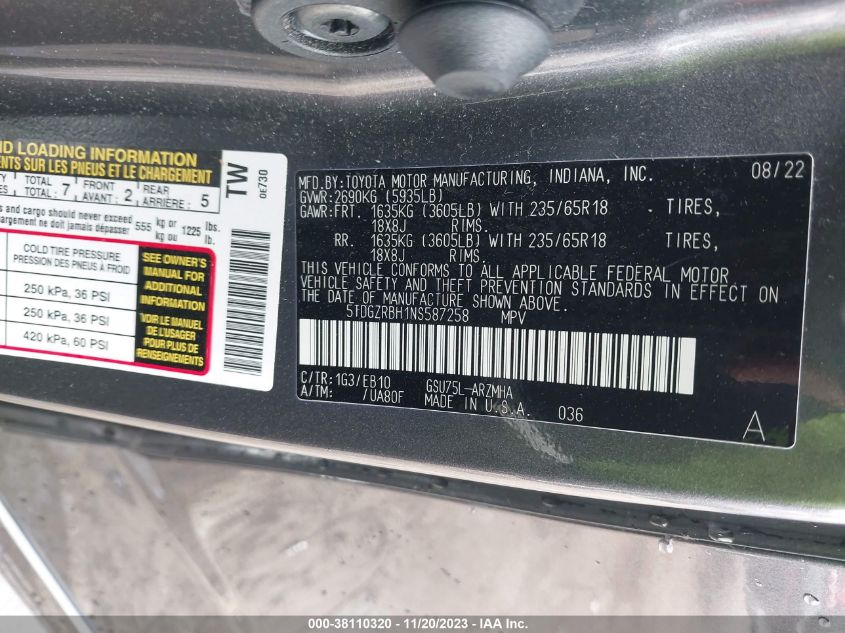 ND LOADING INFORMATION
ENTS SUR LES PNEUS ET LE CHARGEMENT
TOTAL 7 FRONT 2 REAR 5
TOTAL : AVANT : ARRIÈRE :
s and cargo should never exceed 555 kg or 1225 lbs.
argement ne doit jamais dépasser kg ou lb.
COLD TIRE PRESSURE
PRESSION DES PNEUS À FROID
250 kPa, 36 PSI
250 kPa, 36 PSI
420 kPa, 60 PSI
SEE OWNER'S
MANUAL FOR
ADDITIONAL
INFORMATION
VOIR LE MANUEL
DE L'USAGER
POUR PLUS DE
RENSEIGNEMENTS
TW
0E730
MFD.BY:TOYOTA MOTOR MANUFACTURING, INDIANA, INC. 08/22
GVWR:2690KG (5935LB)
GAWR:FRT. 1635KG (3605LB) WITH 235/65R18 TIRES,
18X8J RIMS.
RR. 1635KG (3605LB) WITH 235/65R18 TIRES,
18X8J RIMS.
THIS VEHICLE CONFORMS TO ALL APPLICABLE FEDERAL MOTOR
VEHICLE SAFETY AND THEFT PREVENTION STANDARDS IN EFFECT ON
THE DATE OF MANUFACTURE SHOWN ABOVE.
5TDGZRBH1NS587258 MPV
C/TR:1G3/EB10 GSU75L-ARZMHA
A/TM: /UA80F MADE IN U.S.A. 036
A
000-38110320 - 11/20/2023 - IAA Inc.